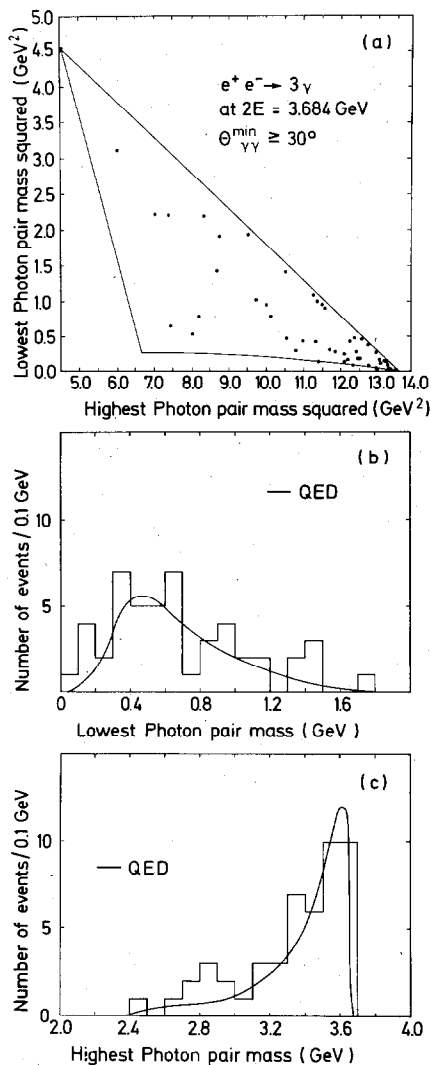 (a)
e⁺ e⁻ → 3γ
at 2E = 3.684 GeV
Θ^min_γγ ≥ 30°
Lowest Photon pair mass squared (GeV²)
5.0
4.5
4.0
3.5
3.0
2.5
2.0
1.5
1.0
0.5
0.0
5.0 6.0 7.0 8.0 9.0 10.0 11.0 12.0 13.0 14.0
Highest Photon pair mass squared (GeV²)
(b)
— QED
Number of events/0.1 GeV
10
5
0 0.4 0.8 1.2 1.6
Lowest Photon pair mass (GeV)
(c)
— QED
Number of events/0.1 GeV
10
5
0
2.0 2.4 2.8 3.2 3.6 4.0
Highest Photon pair mass (GeV)